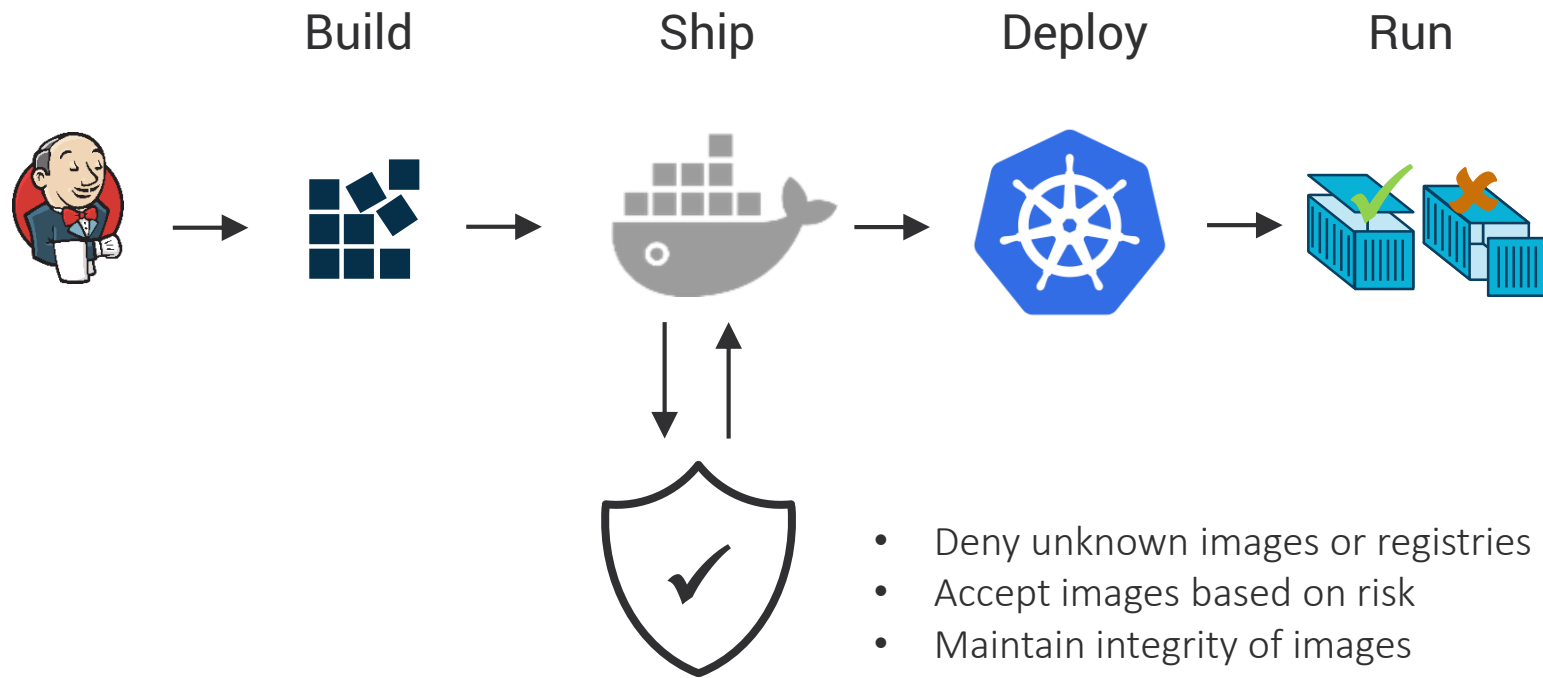 Build
Ship
Deploy
Run
• Deny unknown images or registries
• Accept images based on risk
• Maintain integrity of images